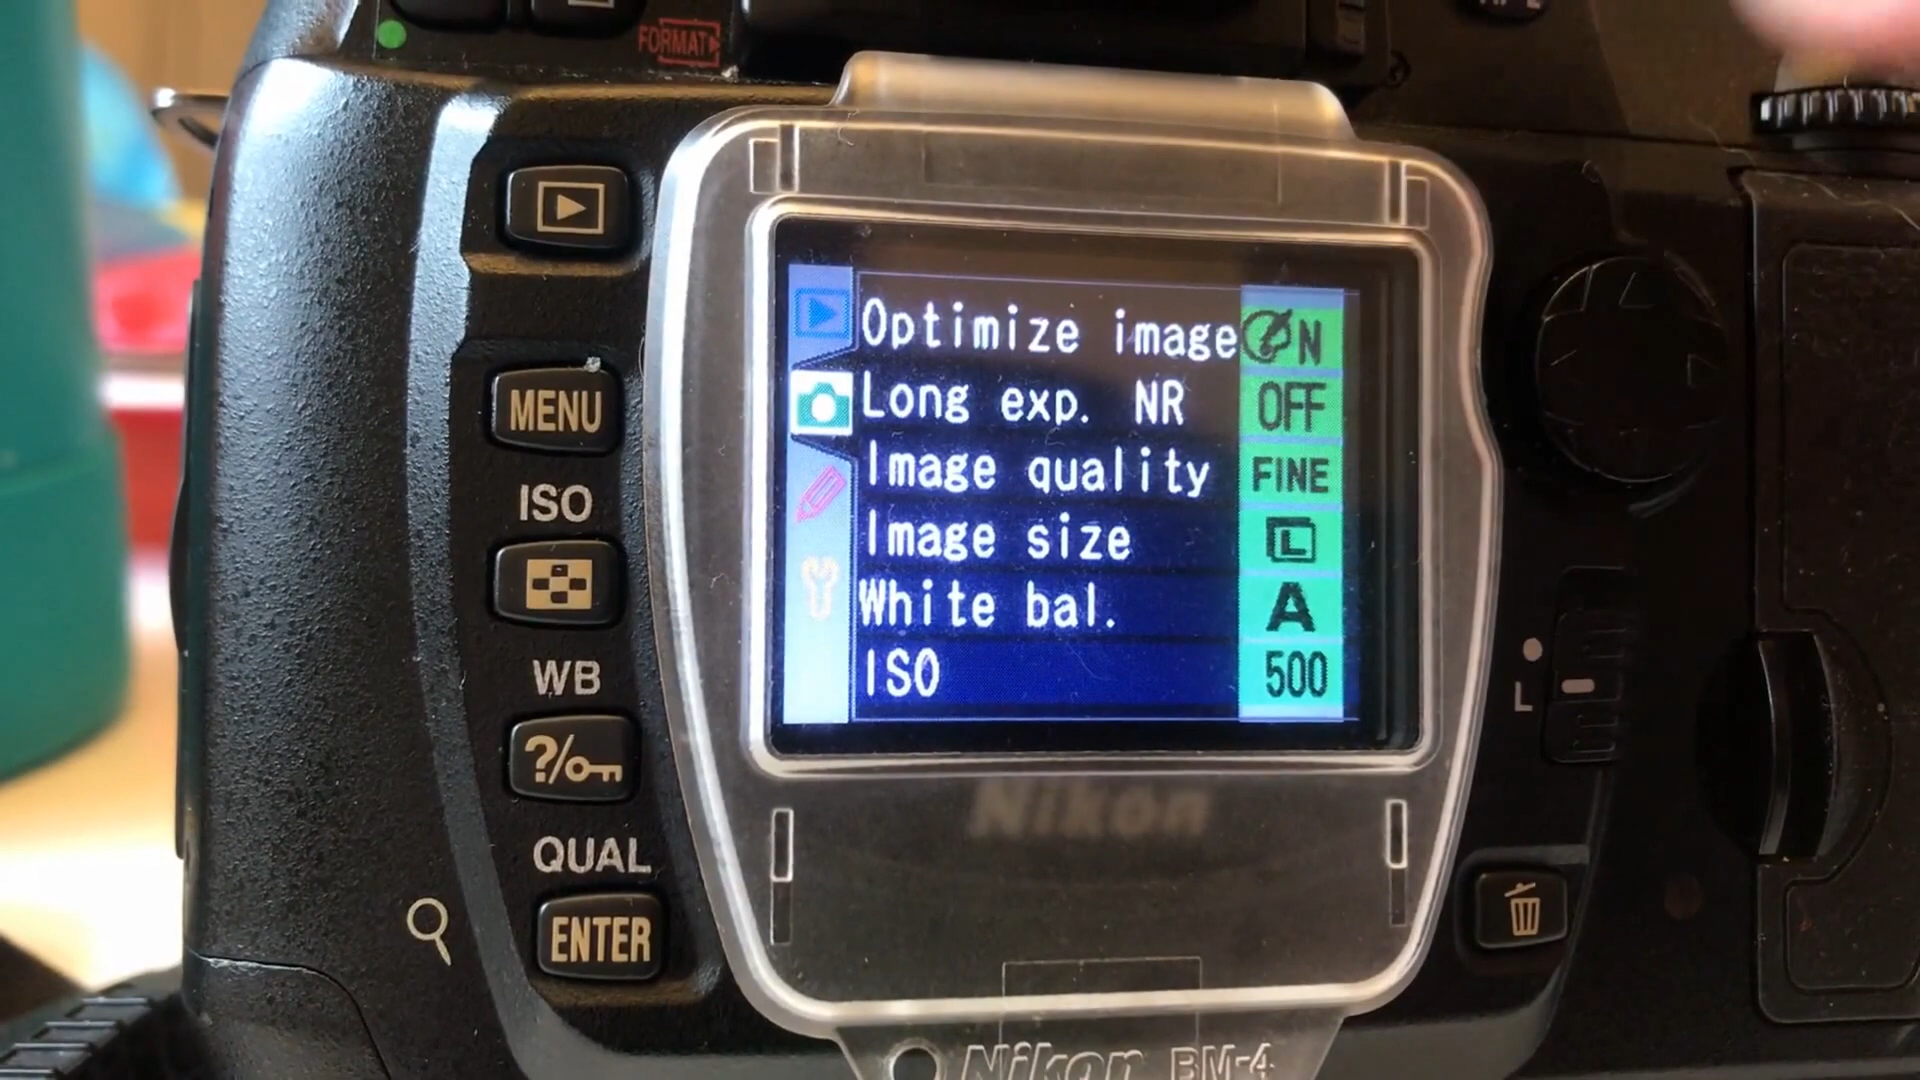 FORMAT
Optimize image N
Long exp. NR OFF
Image quality FINE
Image size L
White bal. A
ISO 500
MENU
ISO
WB
?/
QUAL
ENTER
L
Nikon
Nikon BM-4